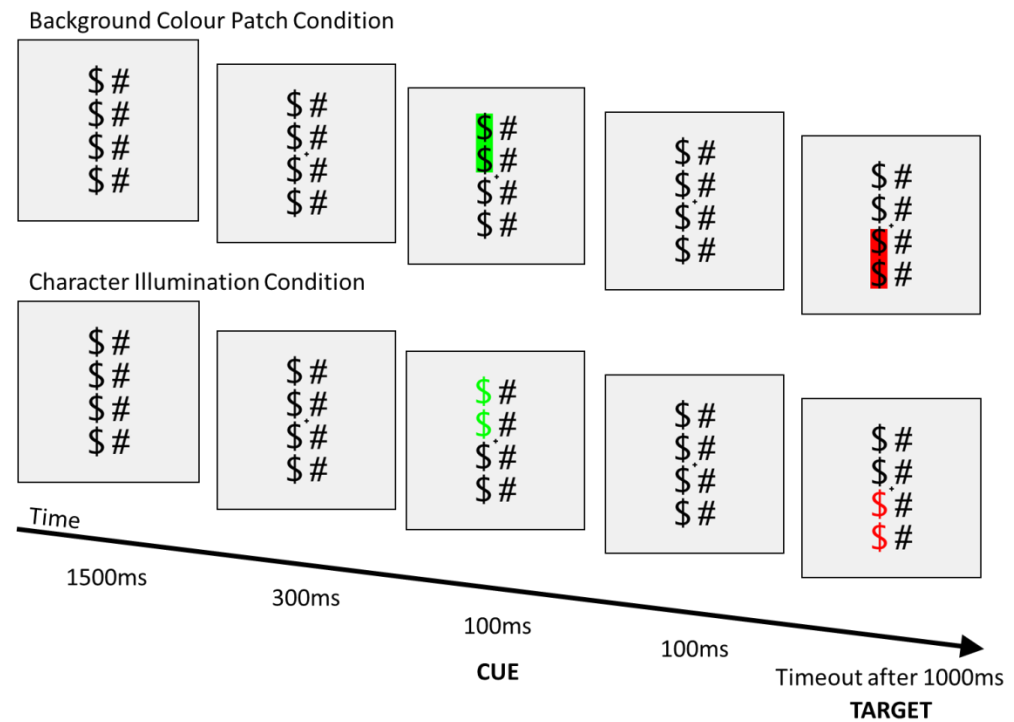 Background Colour Patch Condition
$ # $ # $ # $ # $ #
$ # $ # $ # $ # $ #
$ # $ # $ # $ # $ #
$ # $ # $ # $ # $ #
Character Illumination Condition
$ # $ # $ # $ # $ #
$ # $ # $ # $ # $ #
$ # $ # $ # $ # $ #
$ # $ # $ # $ # $ #
Time
1500ms
300ms
100ms
CUE
100ms
Timeout after 1000ms
TARGET